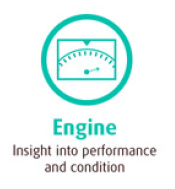 Engine
Insight into performance
and condition